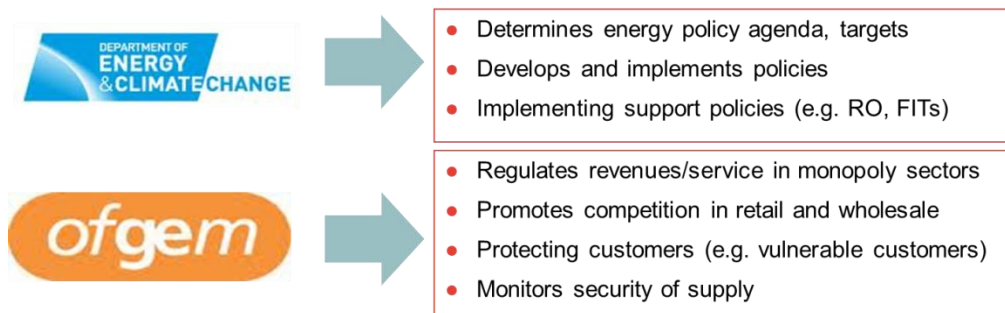 DEPARTMENT OF
ENERGY
&CLIMATECHANGE
• Determines energy policy agenda, targets
• Develops and implements policies
• Implementing support policies (e.g. RO, FITs)
ofgem
• Regulates revenues/service in monopoly sectors
• Promotes competition in retail and wholesale
• Protecting customers (e.g. vulnerable customers)
• Monitors security of supply